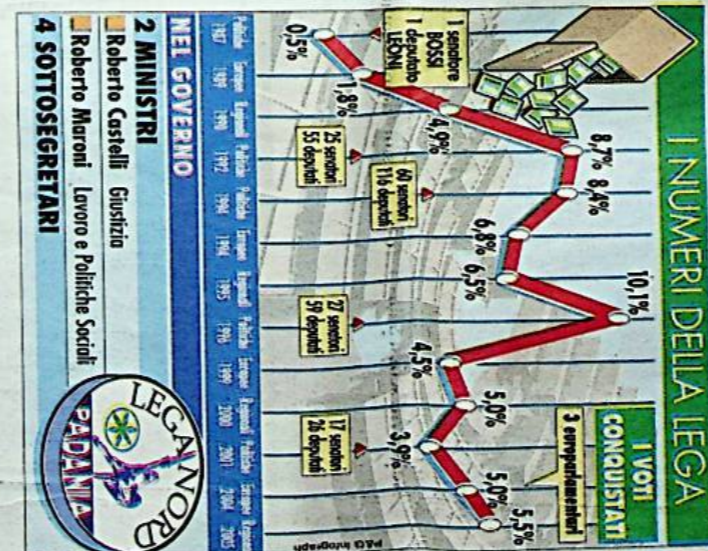 I NUMERI DELLA LEGA
I VOTI
CONQUISTATI
3 europarlamentari
1 senatore
BOSSI
1 deputato
LEONI
0,5%
1,8%
4,9%
8,7%
8,4%
6,8%
6,5%
10,1%
4,5%
5,0%
3,9%
5,0%
5,5%
25 senatori
55 deputati
60 senatori
116 deputati
27 senatori
59 deputati
17 senatori
26 deputati
Politiche Europee Regionali Politiche Politiche Europee Regionali Politiche Europee Regionali Politiche Europee Regionali
1987 1989 1990 1992 1994 1994 1995 1996 1999 2000 2001 2004 2005
P&G Infograph
NEL GOVERNO
2 MINISTRI
Roberto Castelli Giustizia
Roberto Maroni Lavoro e Politiche Sociali
4 SOTTOSEGRETARI
LEGA NORD
PADANIA